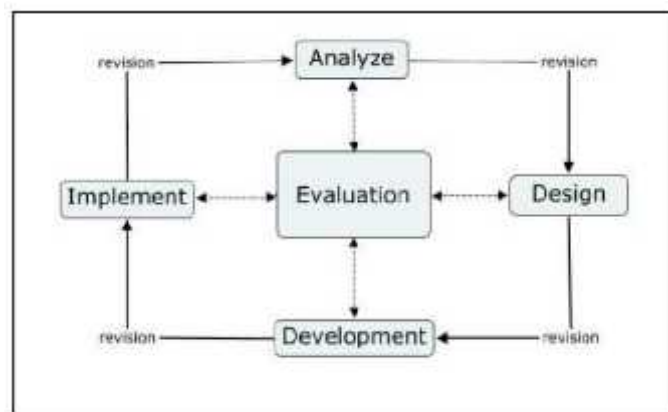 revision
Analyze
revision
Implement
Evaluation
Design
revision
Development
revision